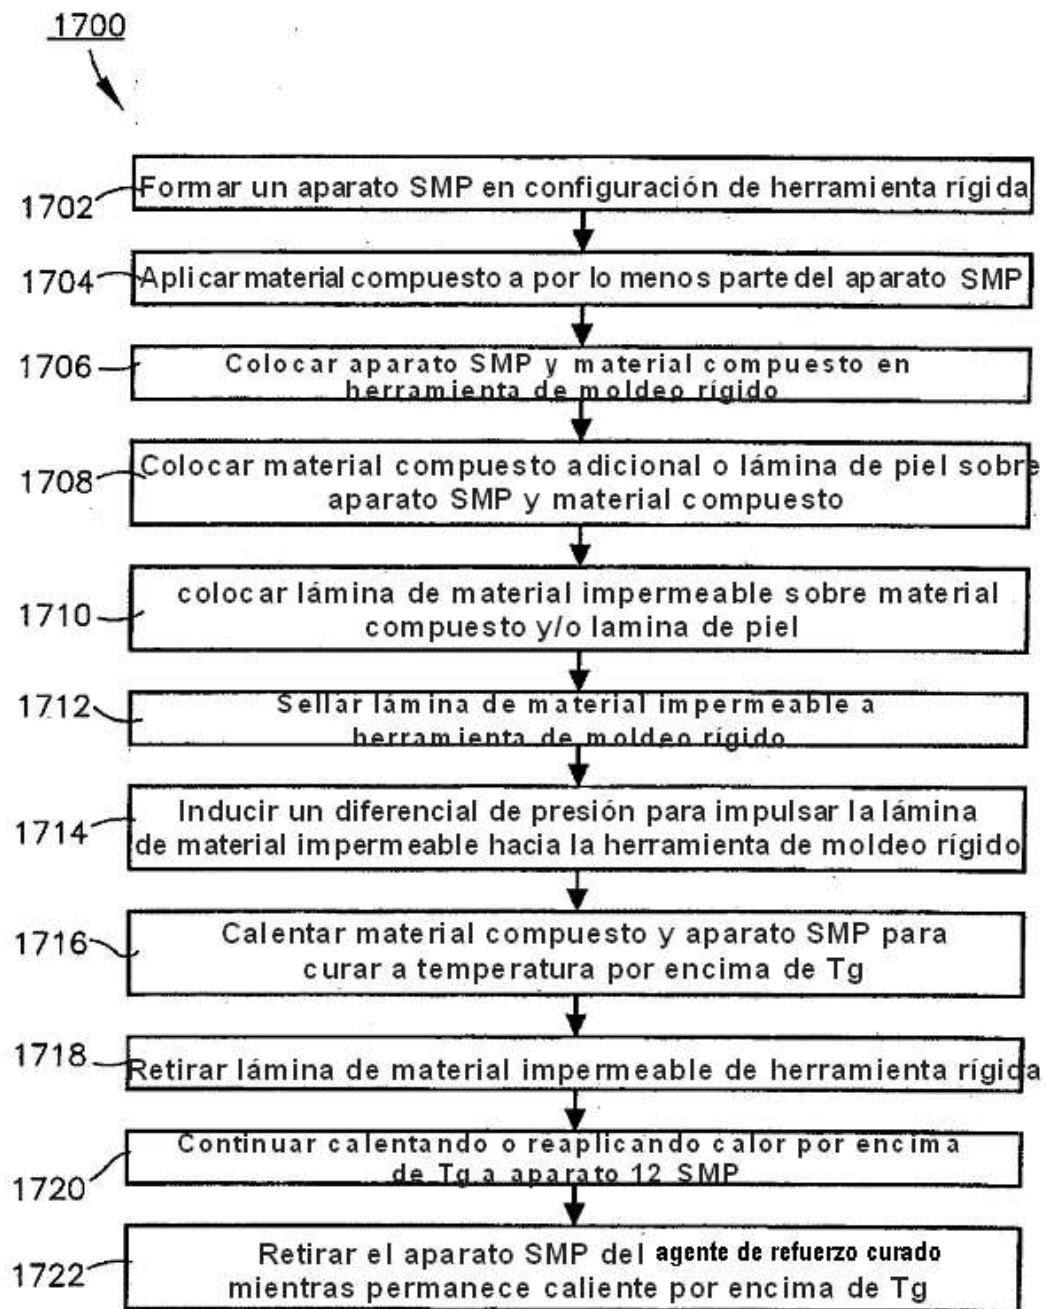 1700
1702
Formar un aparato SMP en configuración de herramienta rígida
1704
Aplicar material compuesto a por lo menos parte del aparato SMP
1706
Colocar aparato SMP y material compuesto en
herramienta de moldeo rígido
1708
Colocar material compuesto adicional o lámina de piel sobre
aparato SMP y material compuesto
1710
colocar lámina de material impermeable sobre material
compuesto y/o lamina de piel
1712
Sellar lámina de material impermeable a
herramienta de moldeo rígido
1714
Inducir un diferencial de presión para impulsar la lámina
de material impermeable hacia la herramienta de moldeo rígido
1716
Calentar material compuesto y aparato SMP para
curar a temperatura por encima de Tg
1718
Retirar lámina de material impermeable de herramienta rígida
1720
Continuar calentando o reaplicando calor por encima
de Tg a aparato 12 SMP
1722
Retirar el aparato SMP del agente de refuerzo curado
mientras permanece caliente por encima de Tg